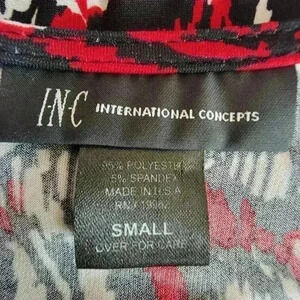 I·N·C INTERNATIONAL CONCEPTS
95% POLYESTER
5% SPANDEX
MADE IN U.S.A
SMALL
OVER FOR CARE